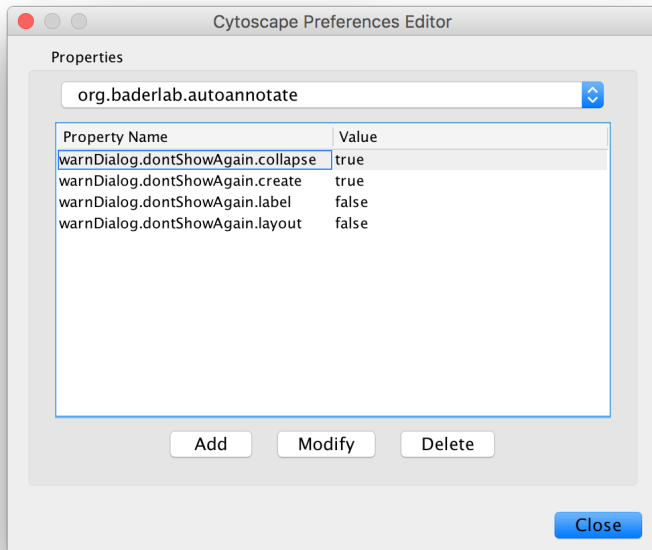 Cytoscape Preferences Editor
Properties
org.baderlab.autoannotate
Property Name Value
warnDialog.dontShowAgain.collapse true
warnDialog.dontShowAgain.create true
warnDialog.dontShowAgain.label false
warnDialog.dontShowAgain.layout false
Add Modify Delete
Close